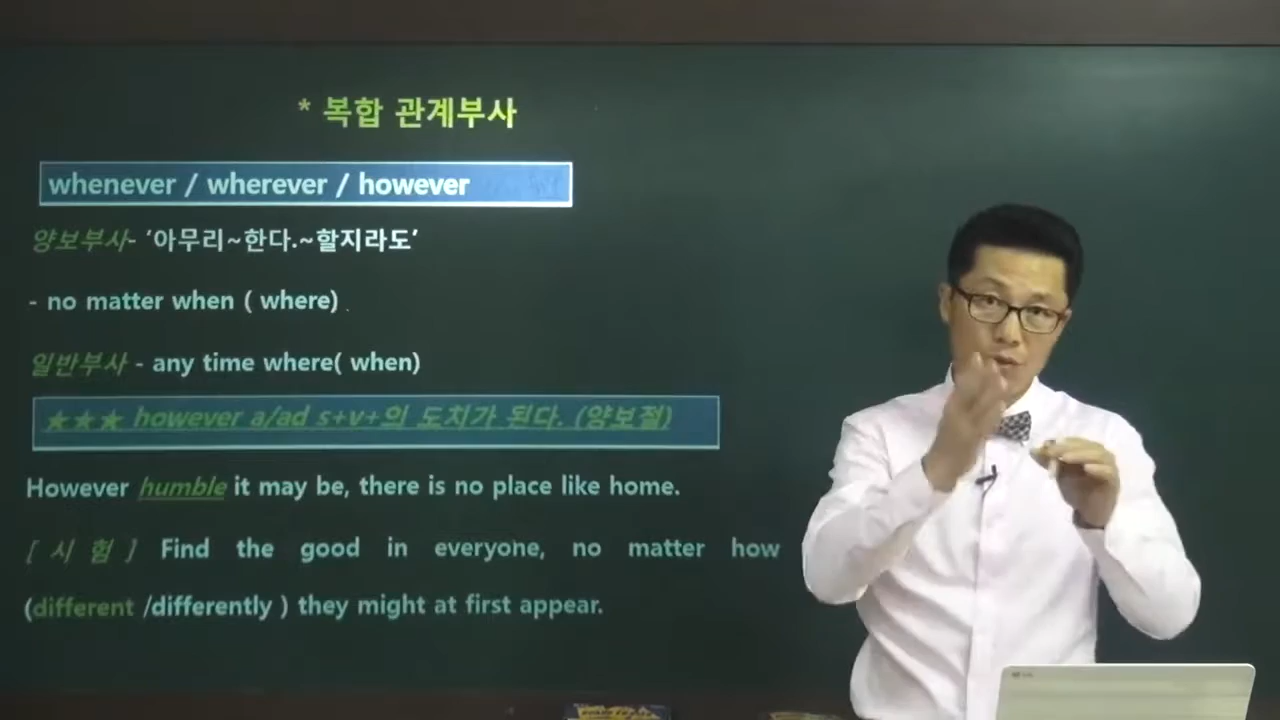 * 복합 관계부사
whenever / wherever / however
양보부사- ‘아무리~한다.~할지라도’
- no matter when ( where)
일반부사 - any time where( when)
★★★ however a/ad s+v+의 도치가 된다. (양보절)
However humble it may be, there is no place like home.
[ 시 험 ] Find the good in everyone, no matter how
(different /differently ) they might at first appear.